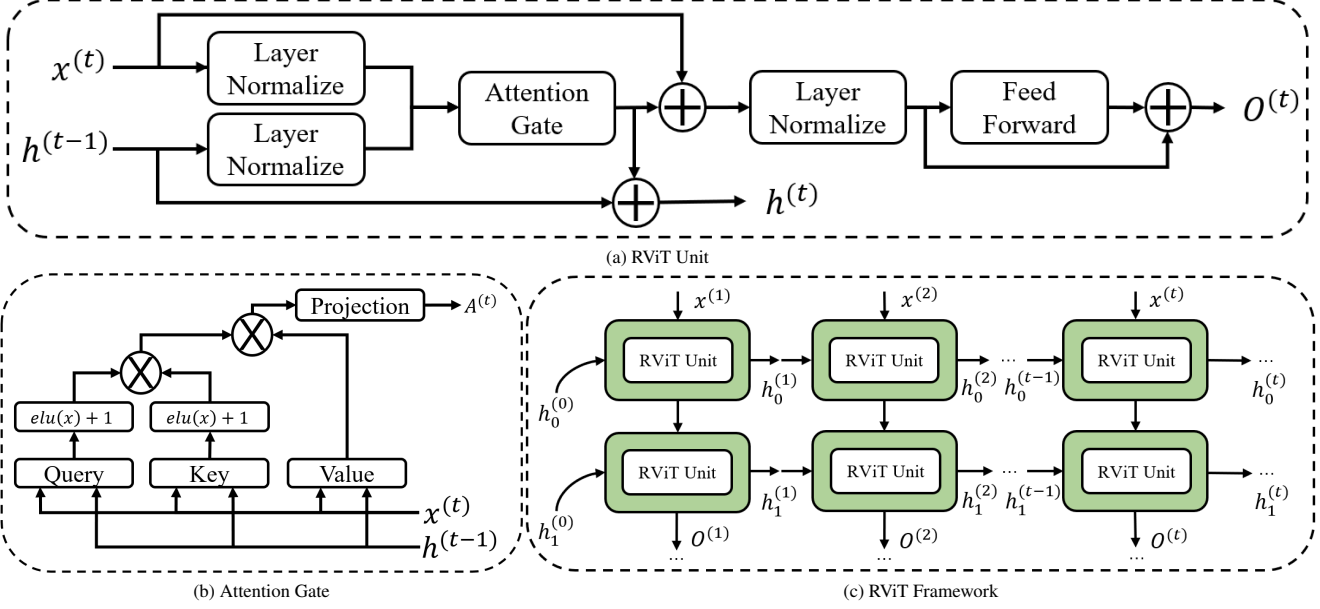 x^(t)
Layer
Normalize
h^(t−1)
Layer
Normalize
Attention
Gate
Layer
Normalize
Feed
Forward
O^(t)
h^(t)
(a) RViT Unit
Projection
A^(t)
elu(x) + 1
elu(x) + 1
Query
Key
Value
x^(t)
h^(t−1)
(b) Attention Gate
x^(1)
x^(2)
x^(t)
RViT Unit
RViT Unit
RViT Unit
h_0^(0)
h_0^(1)
h_0^(2)
...
h_0^(t−1)
...
h_0^(t)
RViT Unit
RViT Unit
RViT Unit
h_1^(0)
h_1^(1)
h_1^(2)
...
h_1^(t−1)
...
h_1^(t)
O^(1)
...
O^(2)
...
O^(t)
...
(c) RViT Framework